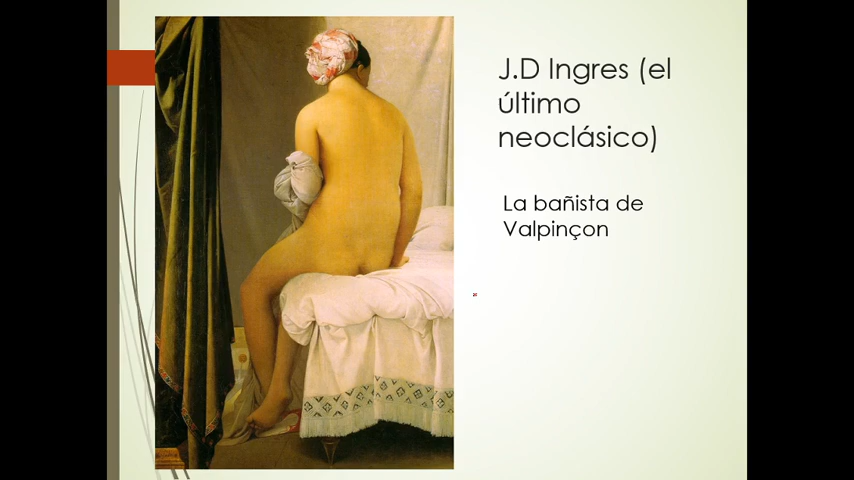 J.D Ingres (el
último
neoclásico)
La bañista de
Valpinçon